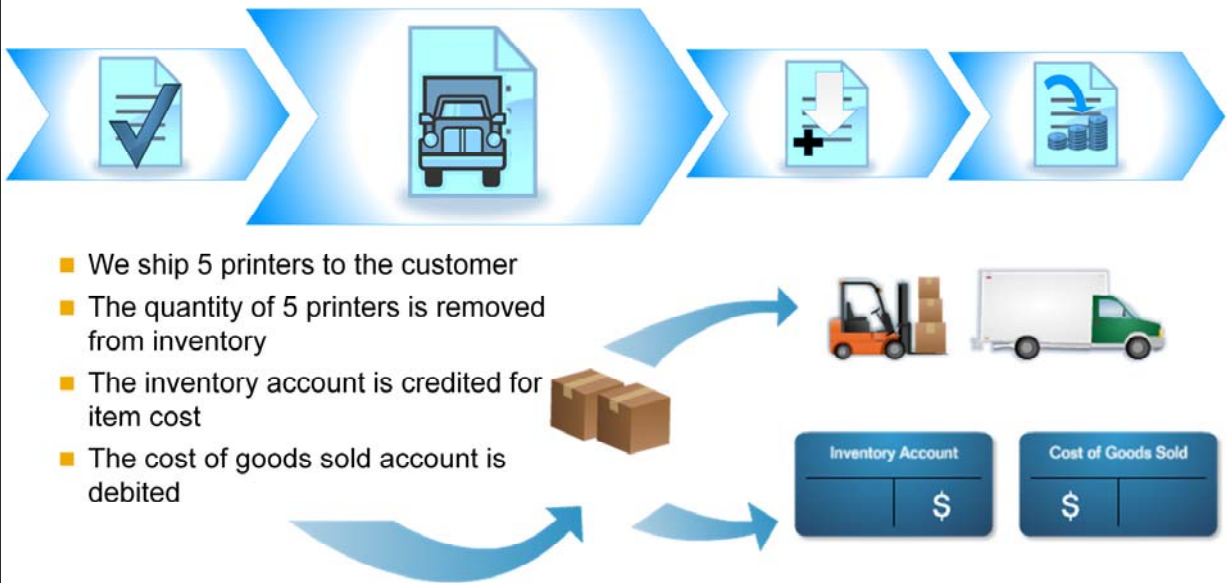 We ship 5 printers to the customer
The quantity of 5 printers is removed
from inventory
The inventory account is credited for
item cost
The cost of goods sold account is
debited
Inventory Account
$
Cost of Goods Sold
$